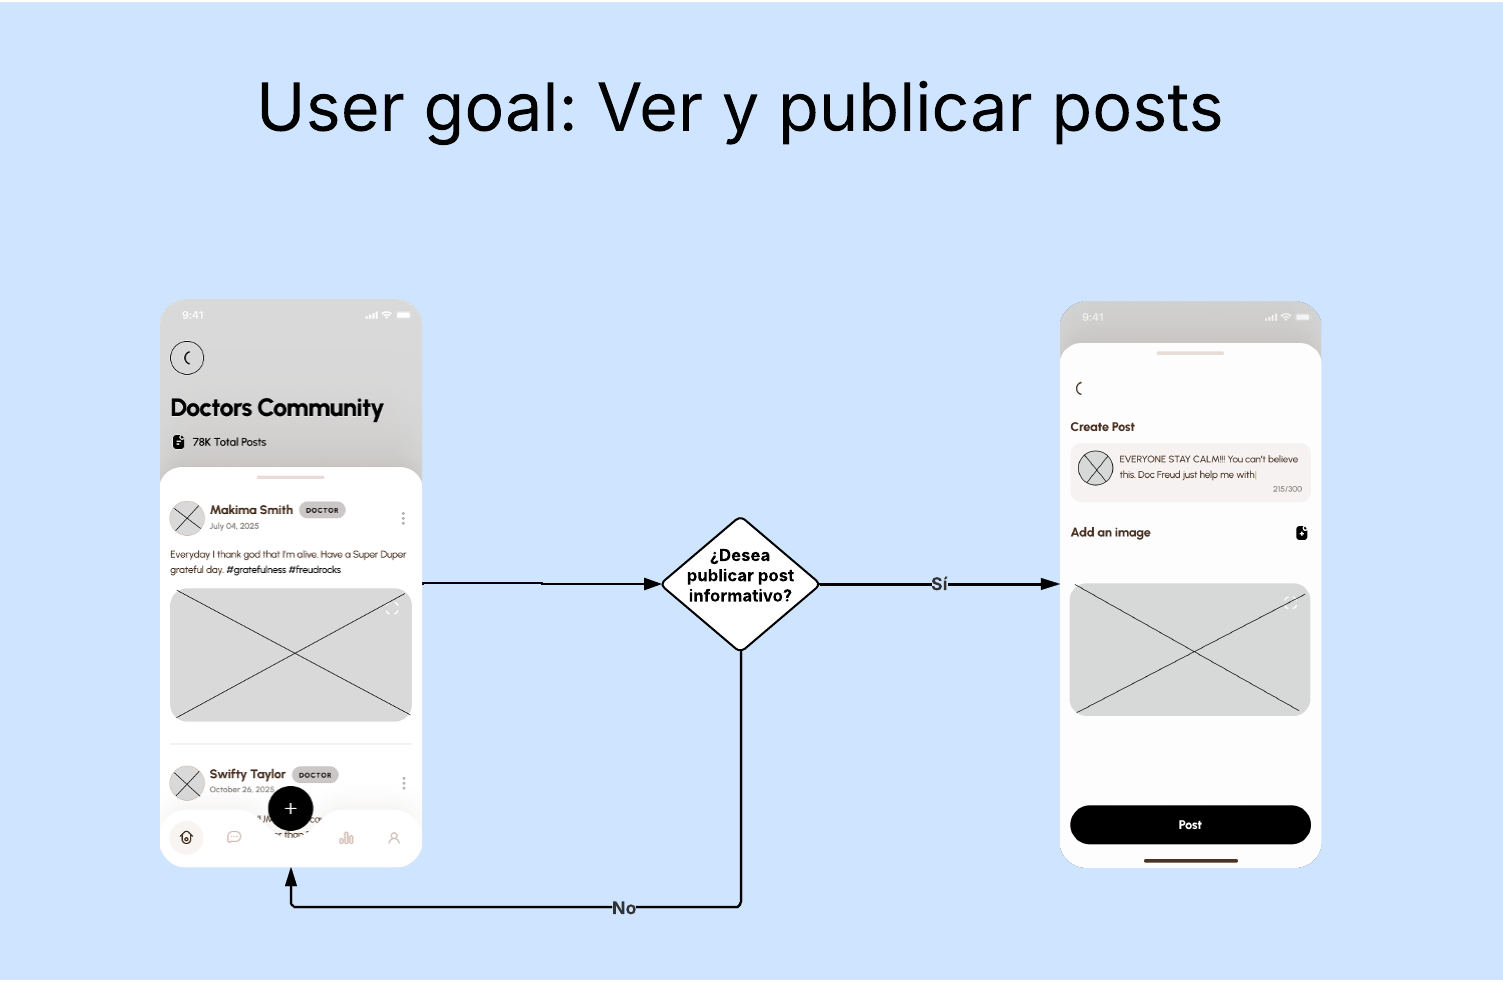 User goal: Ver y publicar posts
9:41
Doctors Community
78K Total Posts
Makima Smith DOCTOR
July 04, 2025
Everyday I thank god that I'm alive. Have a Super Duper
grateful day. #gratefulness #freudrocks
Swifty Taylor DOCTOR
October 26, 2025
¿Desea
publicar post
informativo?
Sí
No
9:41
Create Post
EVERYONE STAY CALM!!! You can't believe
this. Doc Freud just help me with
215/300
Add an image
Post